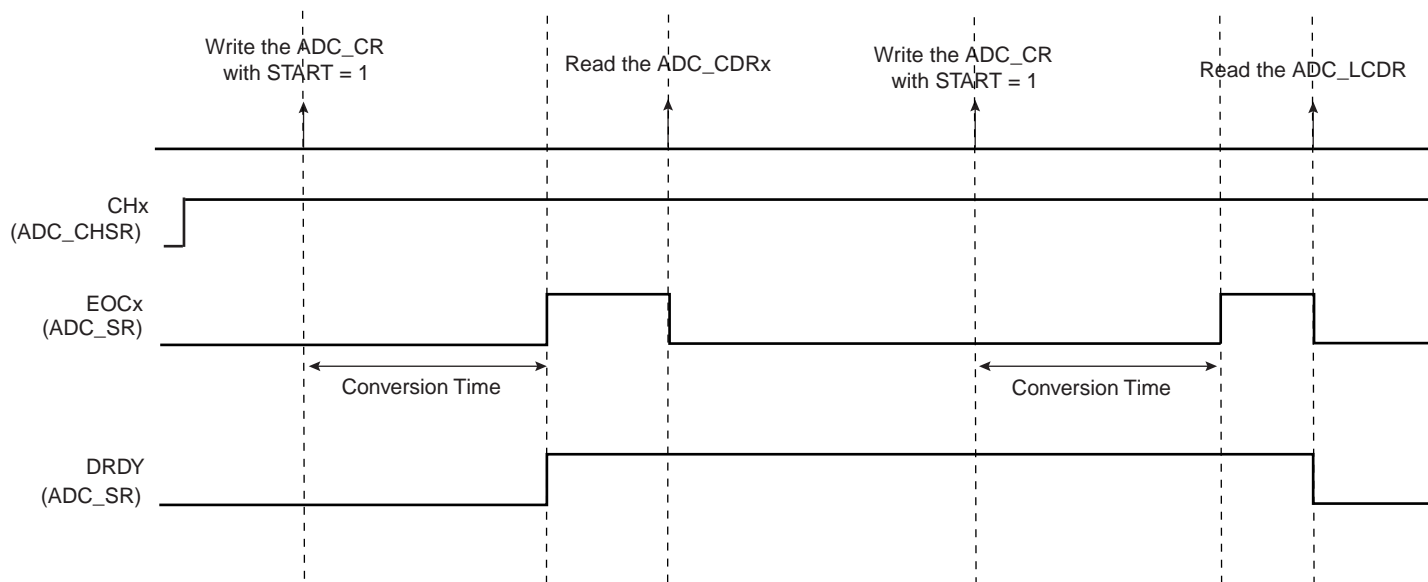 Write the ADC_CR
with START = 1
Read the ADC_CDRx
Write the ADC_CR
with START = 1
Read the ADC_LCDR
CHx
(ADC_CHSR)
EOCx
(ADC_SR)
Conversion Time
Conversion Time
DRDY
(ADC_SR)